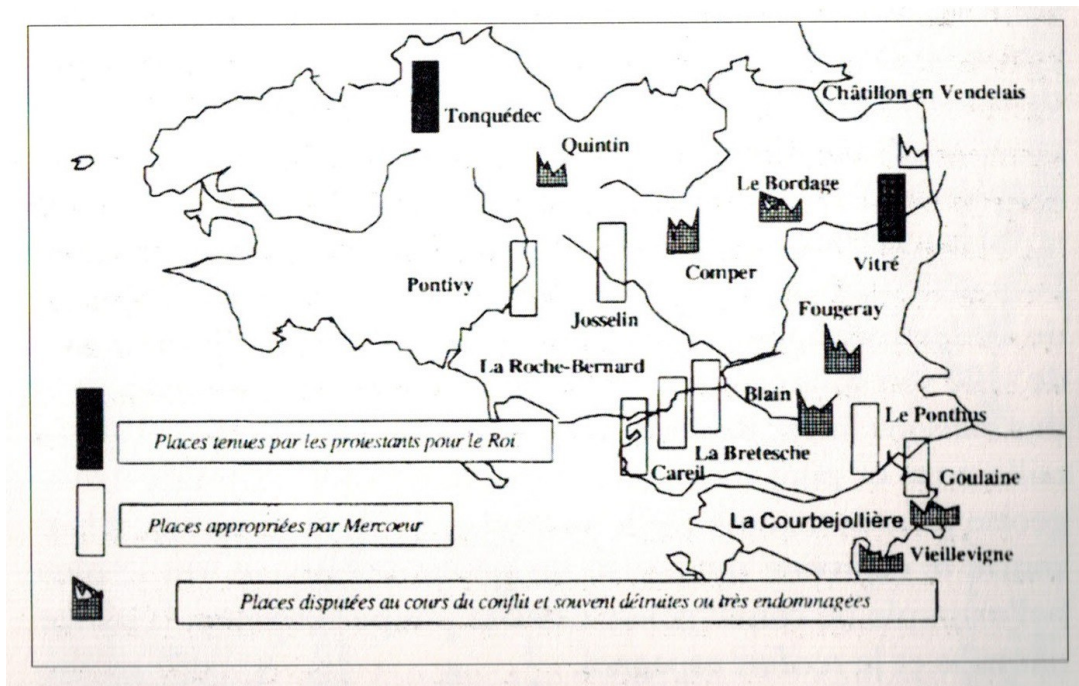 Châtillon en Vendelais
Tonquédec
Quintin
Le Bordage
Vitré
Comper
Pontivy
Josselin
Fougeray
La Roche-Bernard
Blain
Le Ponthus
La Bretesche
Careil
Goulaine
La Courbejollière
Vieillevigne
Places tenues par les protestants pour le Roi
Places appropriées par Mercoeur
Places disputées au cours du conflit et souvent détruites ou très endommagées